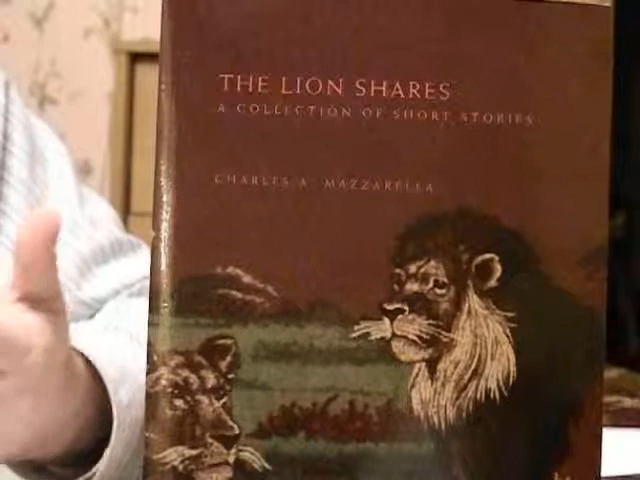 THE LION SHARES
A COLLECTION OF SHORT STORIES
CHARLES A. MAZZARELLA